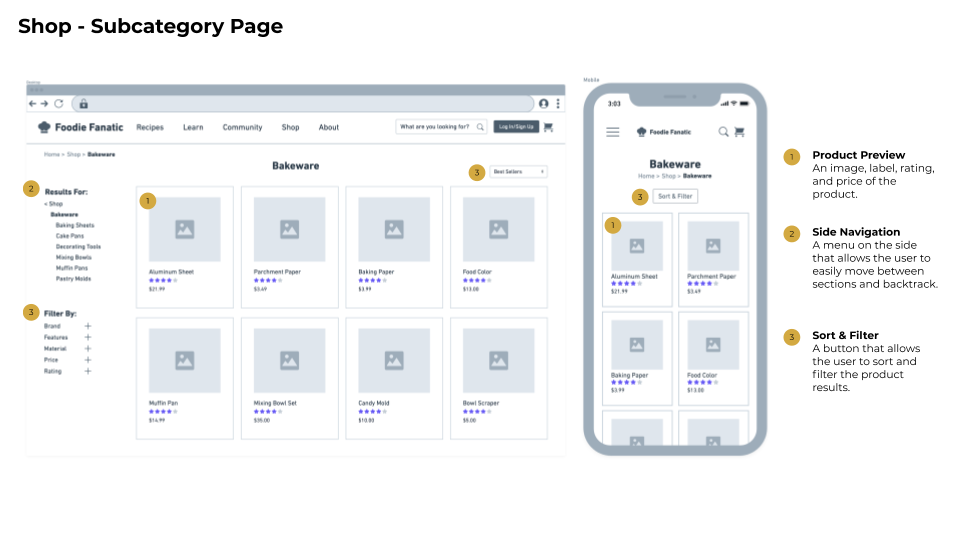 Shop - Subcategory Page
Mobile
Foodie Fanatic
Recipes
Learn
Community
Shop
About
What are you looking for?
Log In/Sign Up
Home > Shop > Bakeware
Bakeware
3
Best Sellers
2
Results For:
< Shop
Bakeware
Baking Sheets
Cake Pans
Decorating Tools
Mixing Bowls
Muffin Pans
Pastry Molds
3
Filter By:
Brand
Features
Material
Price
Rating
1
Aluminum Sheet
$21.99
Parchment Paper
$3.49
Baking Paper
$3.99
Food Color
$13.00
Muffin Pan
$14.99
Mixing Bowl Set
$35.00
Candy Mold
$10.00
Bowl Scraper
$5.00
3:03
Foodie Fanatic
Bakeware
Home > Shop > Bakeware
3
Sort & Filter
1
Aluminum Sheet
$21.99
Parchment Paper
$3.49
Baking Paper
$3.99
Food Color
$13.00
1
Product Preview
An image, label, rating,
and price of the
product.
2
Side Navigation
A menu on the side
that allows the user to
easily move between
sections and backtrack.
3
Sort & Filter
A button that allows
the user to sort and
filter the product
results.